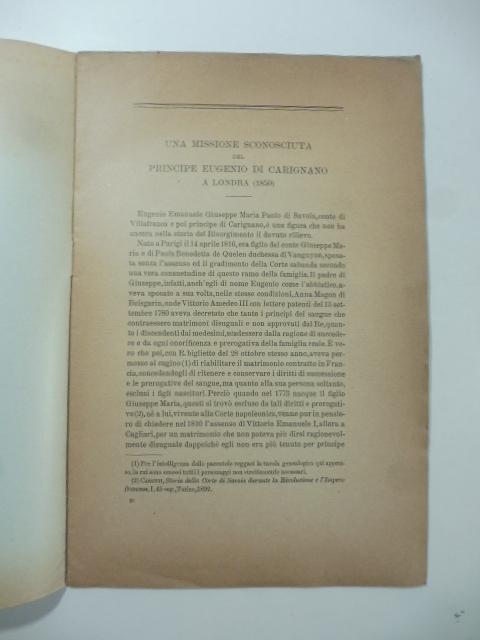 UNA MISSIONE SCONOSCIUTA
DEL
PRINCIPE EUGENIO DI CARIGNANO
A LONDRA (1850)
Eugenio Emanuele Giuseppe Maria Paolo di Savoia, conte di
Villafranca e poi principe di Carignano, è una figura che non ha
ancora nella storia del Risorgimento il dovuto rilievo.
Nato a Parigi il 14 aprile 1816, era figlio del conte Giuseppe Ma-
rio e di Paola Benedetta de Quelen duchessa di Vauguyon, sposa-
ta senza l'assenso ed il gradimento della Corte sabauda secondo
una vera consuetudine di questo ramo della famiglia. Il padre di
Giuseppe, infatti, anch'egli di nome Eugenio come l'abbiatico, a-
veva sposato a sua volta, nelle stesse condizioni, Anna Magon de
Boisgarin, onde Vittorio Amedeo III con lettere patenti del 13 set-
tembre 1780 aveva decretato che tanto i principi del sangue che
contraessero matrimoni disuguali e non approvati dal Re, quan-
to i discendenti dai medesimi, scadessero dalla ragione di succede-
re e da ogni onorificenza e prerogativa della famiglia reale. È ve-
ro che poi, con R. biglietto del 28 ottobre stesso anno, aveva per-
messo al cugino (1) di riabilitare il matrimonio contratto in Fran-
cia, concedendogli di ritenere e conservare i diritti di successione
e le prerogative del sangue, ma quanto alla sua persona soltanto,
esclusi i figli nascituri. Perciò quando nel 1773 nacque il figlio
Giuseppe Maria, questi si trovò escluso da tali diritti e prerogati-
ve (2), nè a lui, vivente alla Corte napoleonica, venne pur in pensie-
ro di chiedere nel 1810 l'assenso di Vittorio Emanuele I, allora a
Cagliari, per un matrimonio che non poteva più dirsi ragionevol-
mente disuguale dappoichè egli non era più tenuto per principe
(1) Per l'intelligenza delle parentele veggasi la tavola genealogica qui appres-
so, in cui sono omessi tutti i personaggi non strettamente necessari.
(2) CARUTTI, Storia della Corte di Savoia durante la Rivoluzione e l'Impero
francese, I, 45 seg., Torino, 1892.